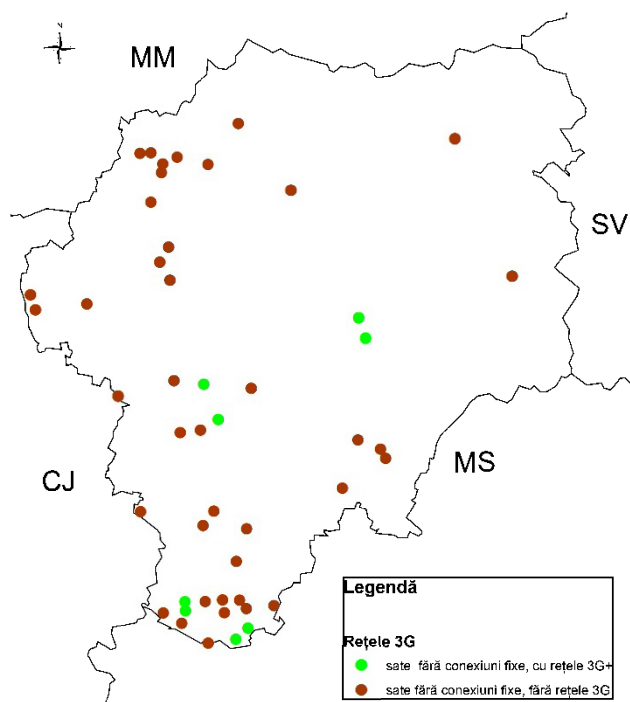 N
MM
SV
CJ
MS
Legendă
Rețele 3G
sate fără conexiuni fixe, cu rețele 3G+
sate fără conexiuni fixe, fără rețele 3G